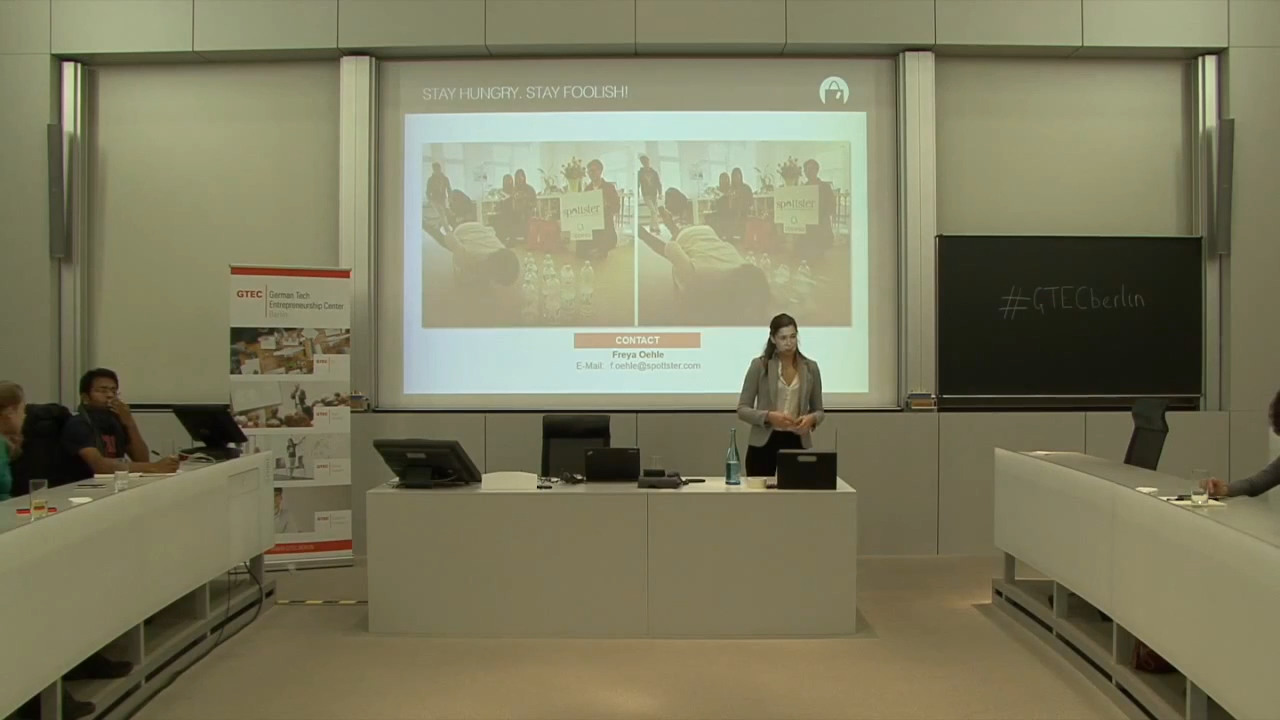 STAY HUNGRY. STAY FOOLISH!
spottster
spottster
CONTACT
Freya Oehle
E-Mail: f.oehle@spottster.com
GTEC
German Tech
Entrepreneurship Center
Berlin
#GTECberlin